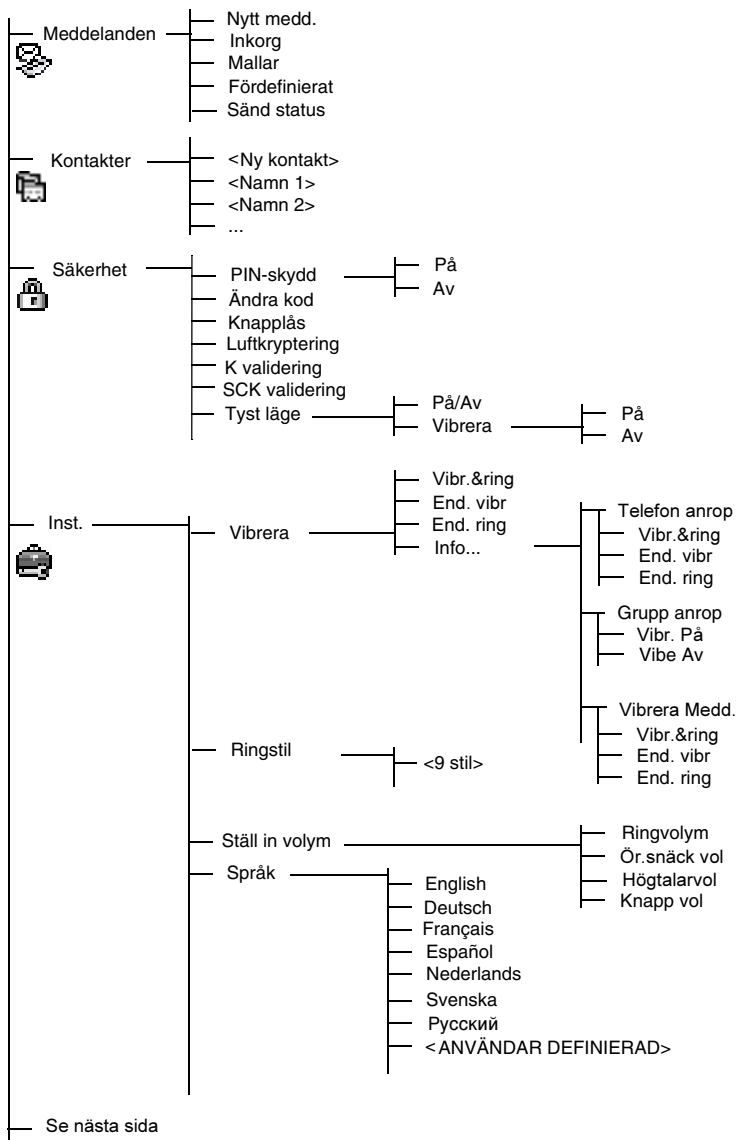 Meddelanden
Nytt medd.
Inkorg
Mallar
Fördefinierat
Sänd status
Kontakter
<Ny kontakt>
<Namn 1>
<Namn 2>
...
Säkerhet
PIN-skydd
På
Av
Ändra kod
Knapplås
Luftkryptering
K validering
SCK validering
Tyst läge
På/Av
Vibrera
På
Av
Inst.
Vibrera
Vibr.&ring
End. vibr
End. ring
Info...
Telefon anrop
Vibr.&ring
End. vibr
End. ring
Grupp anrop
Vibr. På
Vibe Av
Vibrera Medd.
Vibr.&ring
End. vibr
End. ring
Ringstil
<9 stil>
Ställ in volym
Ringvolym
Ör.snäck vol
Högtalarvol
Knapp vol
Språk
English
Deutsch
Français
Español
Nederlands
Svenska
Русский
<ANVÄNDAR DEFINIERAD>
Se nästa sida